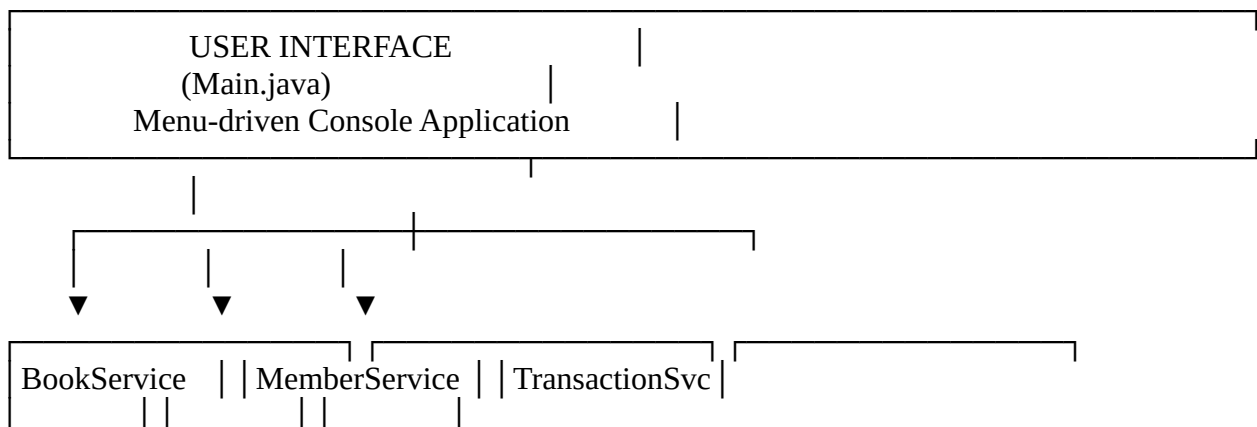 USER INTERFACE
(Main.java)
Menu-driven Console Application
BookService MemberService TransactionSvc